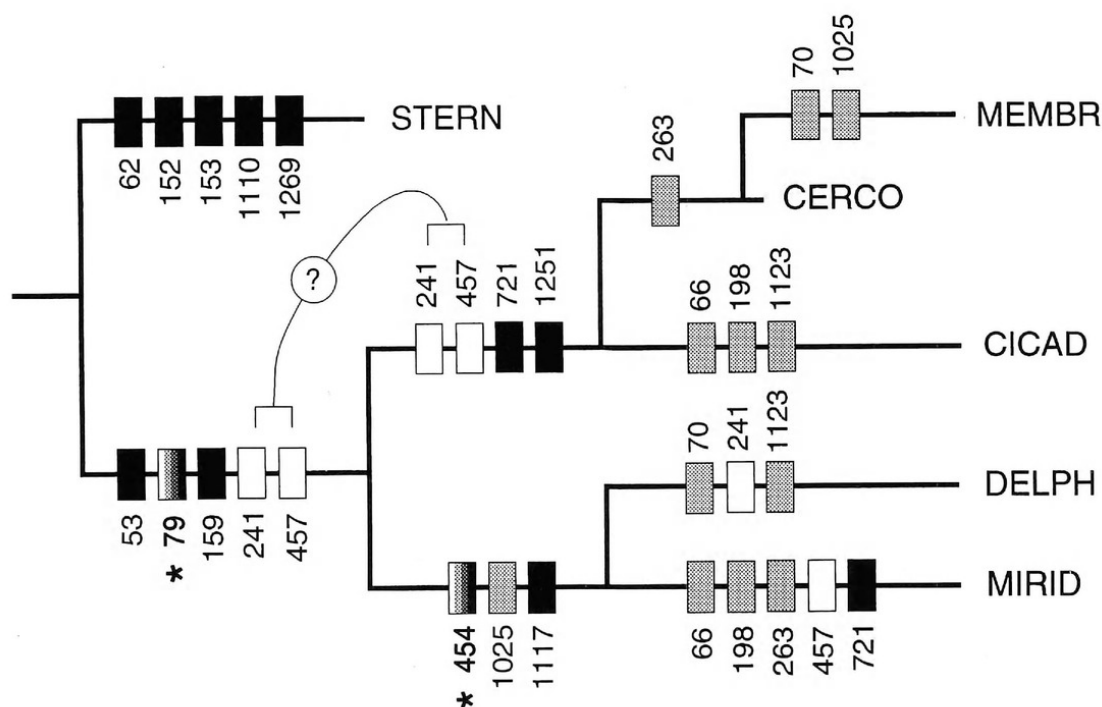 70 1025
MEMBR
STERN
263
62 152 153 1110 1269
CERCO
?
241 457 721 1251
66 198 1123
CICAD
70 241 1123
DELPH
53 * 79 159 241 457
MIRID
* 454 1025 1117
66 198 263 457 721